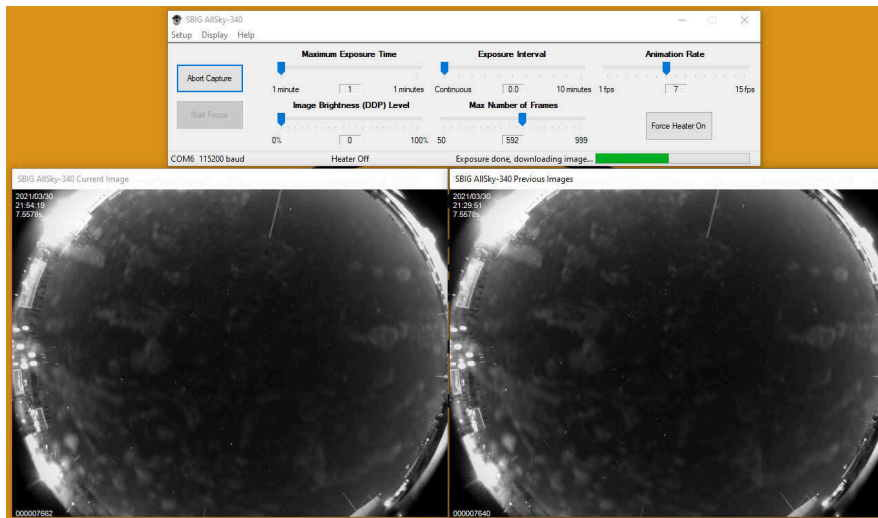 SBIG AllSky-340
Setup Display Help
Maximum Exposure Time
Exposure Interval
Animation Rate
Abort Capture
1 minute 1 1 minutes
Continuous 0.0 10 minutes
1 fps 7 15 fps
Start Focus
Image Brightness (DDP) Level
Max Number of Frames
Force Heater On
0% 0 100%
50 592 999
COM6 115200 baud
Heater Off
Exposure done, downloading image...
SBIG AllSky-340 Current Image
SBIG AllSky-340 Previous Images
2021/03/30
21:54:19
7.5578s
2021/03/30
21:29:51
7.5578s
000007662
000007640